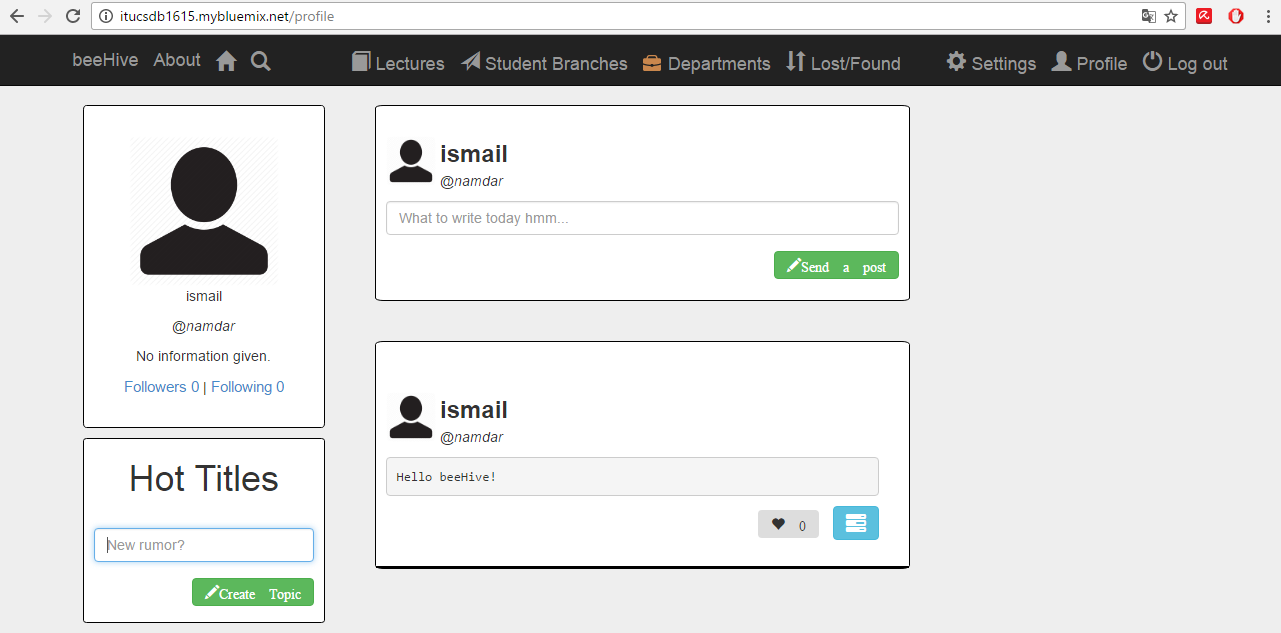 itucsdb1615.mybluemix.net/profile
beeHive About Lectures Student Branches Departments Lost/Found Settings Profile Log out
ismail
@namdar
No information given.
Followers 0 | Following 0
Hot Titles
New rumor?
Create Topic
ismail
@namdar
What to write today hmm...
Send a post
ismail
@namdar
Hello beeHive!
0